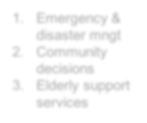 1. Emergency &
disaster mngt
2. Community
decisions
3. Elderly support
services